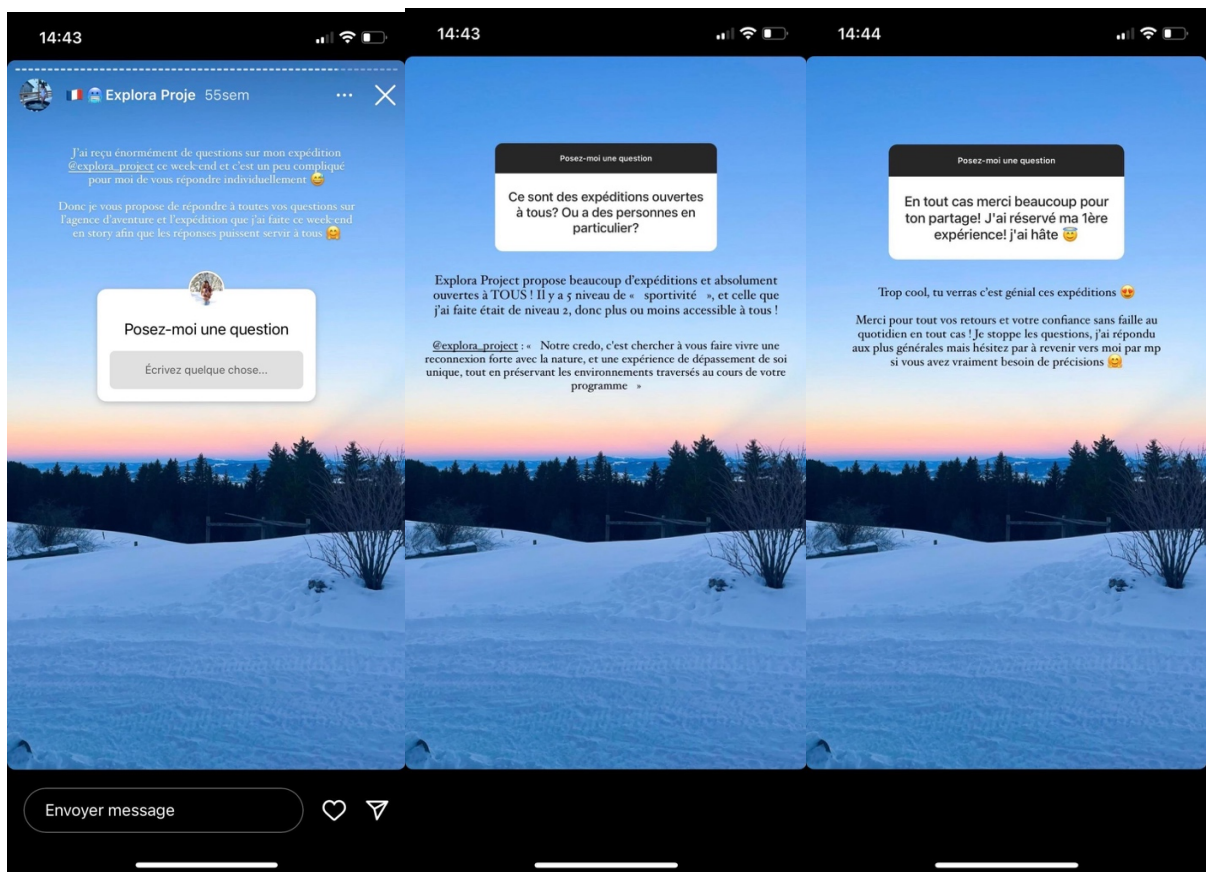 14:43
🇫🇷🥶 Explora Proje 55sem
J'ai reçu énormément de questions sur mon expédition
@explora_project ce week-end et c'est un peu compliqué
pour moi de vous répondre individuellement 😅
Donc je vous propose de répondre à toutes vos questions sur
l'agence d'aventure et l'expédition que j'ai faite ce week-end
en story afin que les réponses puissent servir à tous 🤗
Posez-moi une question
Écrivez quelque chose...
Envoyer message
14:43
Posez-moi une question
Ce sont des expéditions ouvertes
à tous? Ou a des personnes en
particulier?
Explora Project propose beaucoup d'expéditions et absolument
ouvertes à TOUS ! Il y a 5 niveau de « sportivité », et celle que
j'ai faite était de niveau 2, donc plus ou moins accessible à tous !
@explora_project : « Notre credo, c'est chercher à vous faire vivre une
reconnexion forte avec la nature, et une expérience de dépassement de soi
unique, tout en préservant les environnements traversés au cours de votre
programme »
14:44
Posez-moi une question
En tout cas merci beaucoup pour
ton partage! J'ai réservé ma 1ère
expérience! j'ai hâte 😇
Trop cool, tu verras c'est génial ces expéditions 😍
Merci pour tout vos retours et votre confiance sans faille au
quotidien en tout cas ! Je stoppe les questions, j'ai répondu
aux plus générales mais hésitez par à revenir vers moi par mp
si vous avez vraiment besoin de précisions 🤗